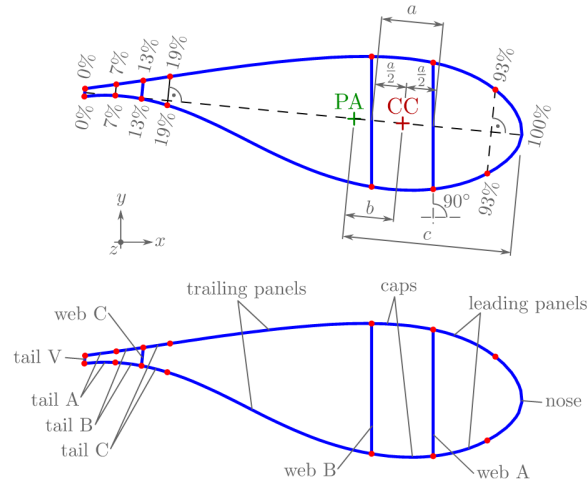 a
0%
7%
13%
19%
a/2
a/2
93%
PA
CC
0%
7%
13%
19%
100%
93%
90°
b
c
y
z
x
trailing panels
caps
leading panels
web C
tail V
tail A
tail B
tail C
nose
web B
web A